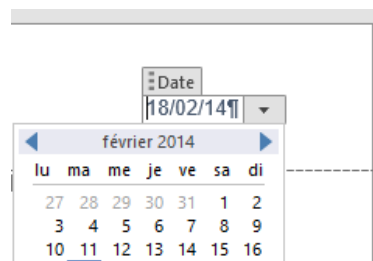 Date
18/02/14¶
février 2014
lu ma me je ve sa di
27 28 29 30 31 1 2
3 4 5 6 7 8 9
10 11 12 13 14 15 16